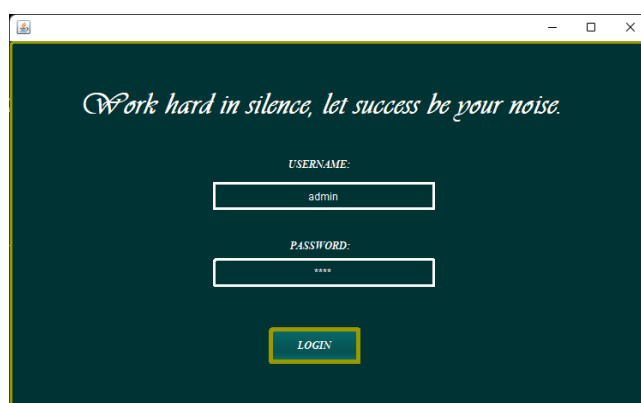 Work hard in silence, let success be your noise.
USERNAME:
admin
PASSWORD:
****
LOGIN